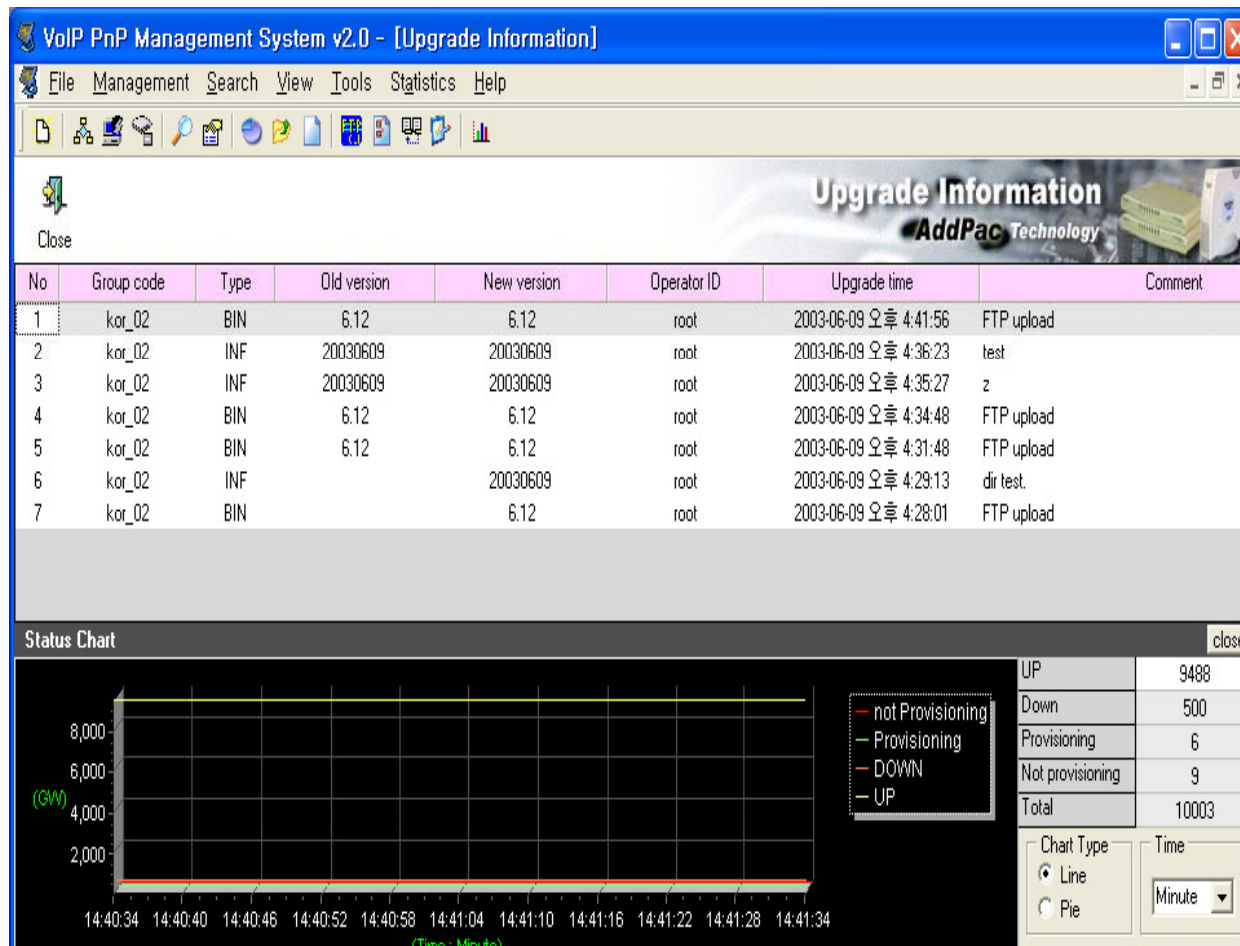 VoIP PnP Management System v2.0 - [Upgrade Information]
File Management Search View Tools Statistics Help
Close
Upgrade Information
AddPac Technology
No Group code Type Old version New version Operator ID Upgrade time Comment
1 kor_02 BIN 6.12 6.12 root 2003-06-09 오후 4:41:56 FTP upload
2 kor_02 INF 20030609 20030609 root 2003-06-09 오후 4:36:23 test
3 kor_02 INF 20030609 20030609 root 2003-06-09 오후 4:35:27 z
4 kor_02 BIN 6.12 6.12 root 2003-06-09 오후 4:34:48 FTP upload
5 kor_02 BIN 6.12 6.12 root 2003-06-09 오후 4:31:48 FTP upload
6 kor_02 INF 20030609 root 2003-06-09 오후 4:29:13 dir test.
7 kor_02 BIN 6.12 root 2003-06-09 오후 4:28:01 FTP upload
Status Chart close
8,000
6,000
(GW)
4,000
2,000
14:40:34 14:40:40 14:40:46 14:40:52 14:40:58 14:41:04 14:41:10 14:41:16 14:41:22 14:41:28 14:41:34
(Time : Minute)
not Provisioning
Provisioning
DOWN
UP
UP 9488
Down 500
Provisioning 6
Not provisioning 9
Total 10003
Chart Type Time
Line
Minute
Pie